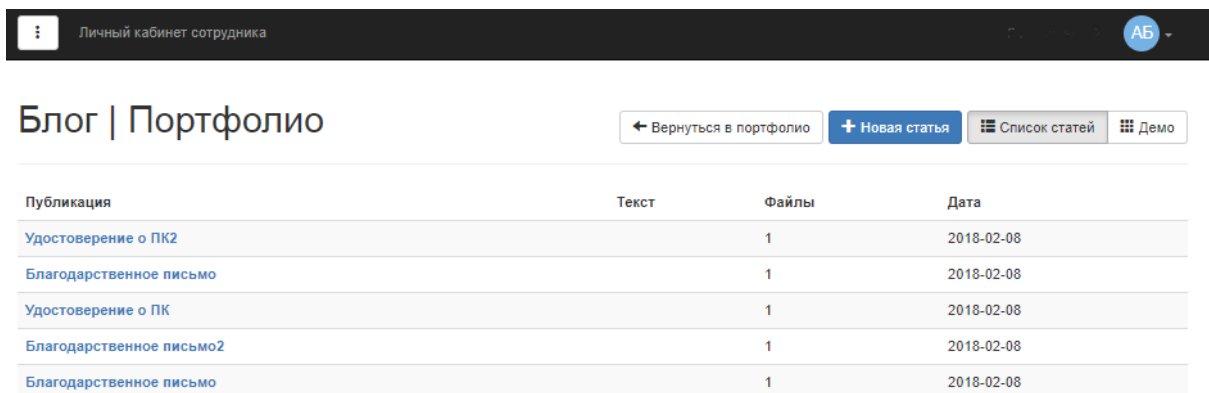 Личный кабинет сотрудника АБ
Блог | Портфолио
Вернуться в портфолио Новая статья Список статей Демо
Публикация Текст Файлы Дата
Удостоверение о ПК2 1 2018-02-08
Благодарственное письмо 1 2018-02-08
Удостоверение о ПК 1 2018-02-08
Благодарственное письмо2 1 2018-02-08
Благодарственное письмо 1 2018-02-08